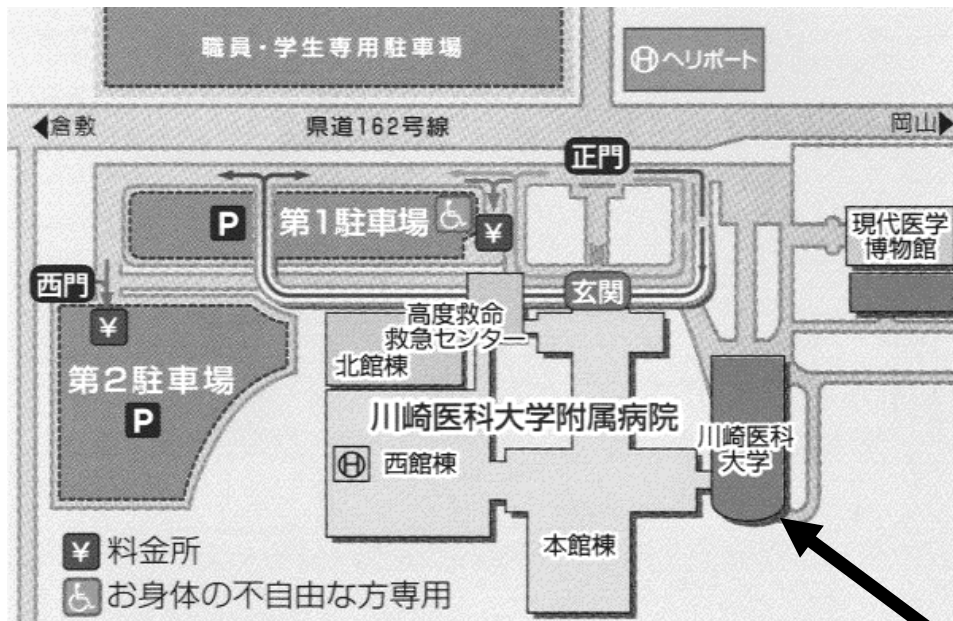 職員・学生専用駐車場
Ⓗヘリポート
◀倉敷
県道162号線
岡山▶
正門
P
第1駐車場
¥
現代医学
博物館
西門
¥
玄関
高度救命
救急センター
北館棟
第2駐車場
P
川崎医科大学附属病院
川崎医科
大学
Ⓗ
西館棟
本館棟
¥ 料金所
お身体の不自由な方専用